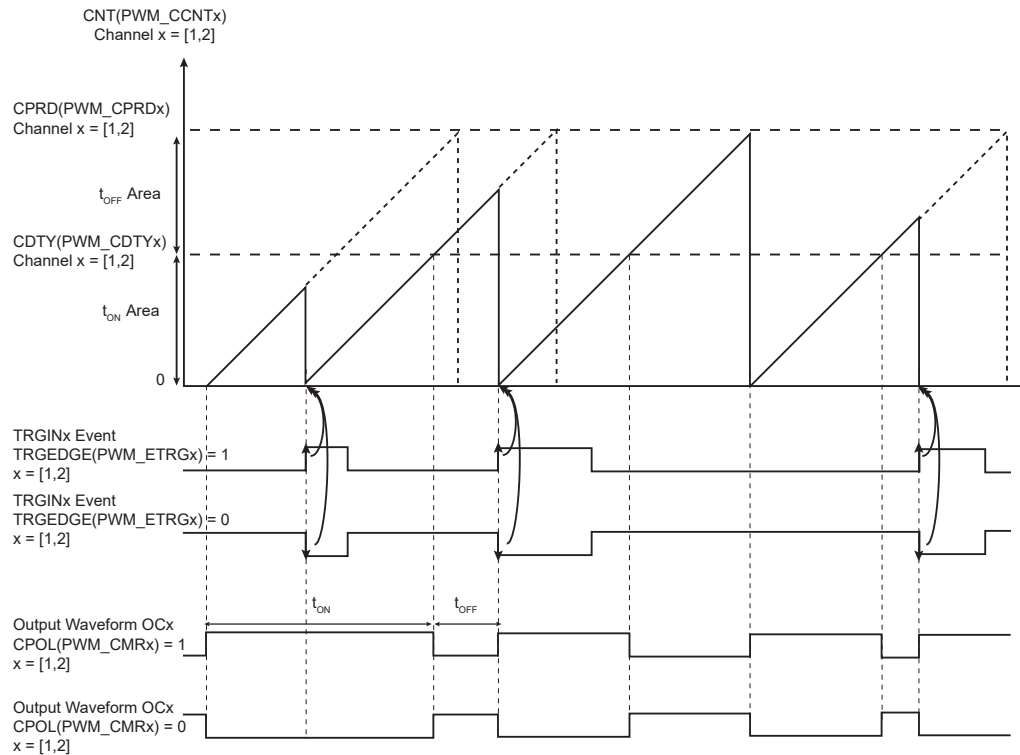 CNT(PWM_CCNTx)
Channel x = [1,2]
CPRD(PWM_CPRDx)
Channel x = [1,2]
tOFF Area
CDTY(PWM_CDTYx)
Channel x = [1,2]
tON Area
0
TRGINx Event
TRGEDGE(PWM_ETRGx) = 1
x = [1,2]
TRGINx Event
TRGEDGE(PWM_ETRGx) = 0
x = [1,2]
tON
tOFF
Output Waveform OCx
CPOL(PWM_CMRx) = 1
x = [1,2]
Output Waveform OCx
CPOL(PWM_CMRx) = 0
x = [1,2]